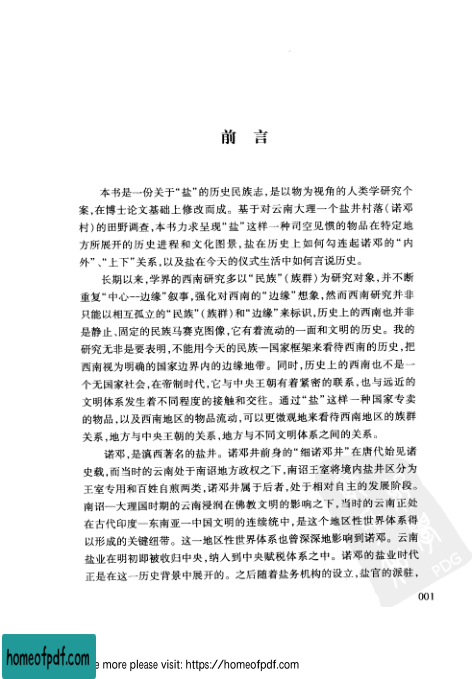 前 言
本书是一份关于“盐”的历史民族志，是以物为视角的人类学研究个
案，在博士论文基础上修改而成。基于对云南大理一个盐井村落（诺邓
村）的田野调查，本书力求呈现“盐”这样一种司空见惯的物品在特定地
方所展开的历史进程和文化图景，盐在历史上如何勾连起诺邓的“内
外”、“上下”关系，以及盐在今天的仪式生活中如何言说历史。
长期以来，学界的西南研究多以“民族”（族群）为研究对象，并不断
重复“中心—边缘”叙事，强化对西南的“边缘”想象，然而西南研究并非
只能以相互孤立的“民族”（族群）和“边缘”来标识，历史上的西南也并非
是静止、固定的民族马赛克图像，它有着流动的一面和文明的历史。我的
研究无非是要表明，不能用今天的民族—国家框架来看待西南的历史，把
西南视为明确的国家边界内的边缘地带。同时，历史上的西南也不是一
个无国家社会，在帝制时代，它与中央王朝有着紧密的联系，也与远近的
文明体系发生着不同程度的接触和交往。通过“盐”这样一种国家专卖
的物品，以及西南地区的物品流动，可以更微观地来看待西南地区的族群
关系，地方与中央王朝的关系，地方与不同文明体系之间的关系。
诺邓，是滇西著名的盐井。诺邓井前身的“细诺邓井”在唐代始见诸
史载，而当时的云南处于南诏地方政权之下，南诏王室将境内盐井区分为
王室专用和百姓自煎两类，诺邓井属于后者，处于相对自主的发展阶段。
南诏—大理国时期的云南浸润在佛教文明的影响之下，当时的云南正处
在古代印度—东南亚—中国文明的连续统中，是这个地区性世界体系得
以形成的关键纽带。这一地区性世界体系也曾深深地影响到诺邓。云南
盐业在明初即被收归中央，纳入到中央赋税体系之中。诺邓的盐业时代
正是在这一历史背景中展开的。之后随着盐务机构的设立，盐官的派驻，
001
PDG
homeofpdf.com
e more please visit: https://homeofpdf.com